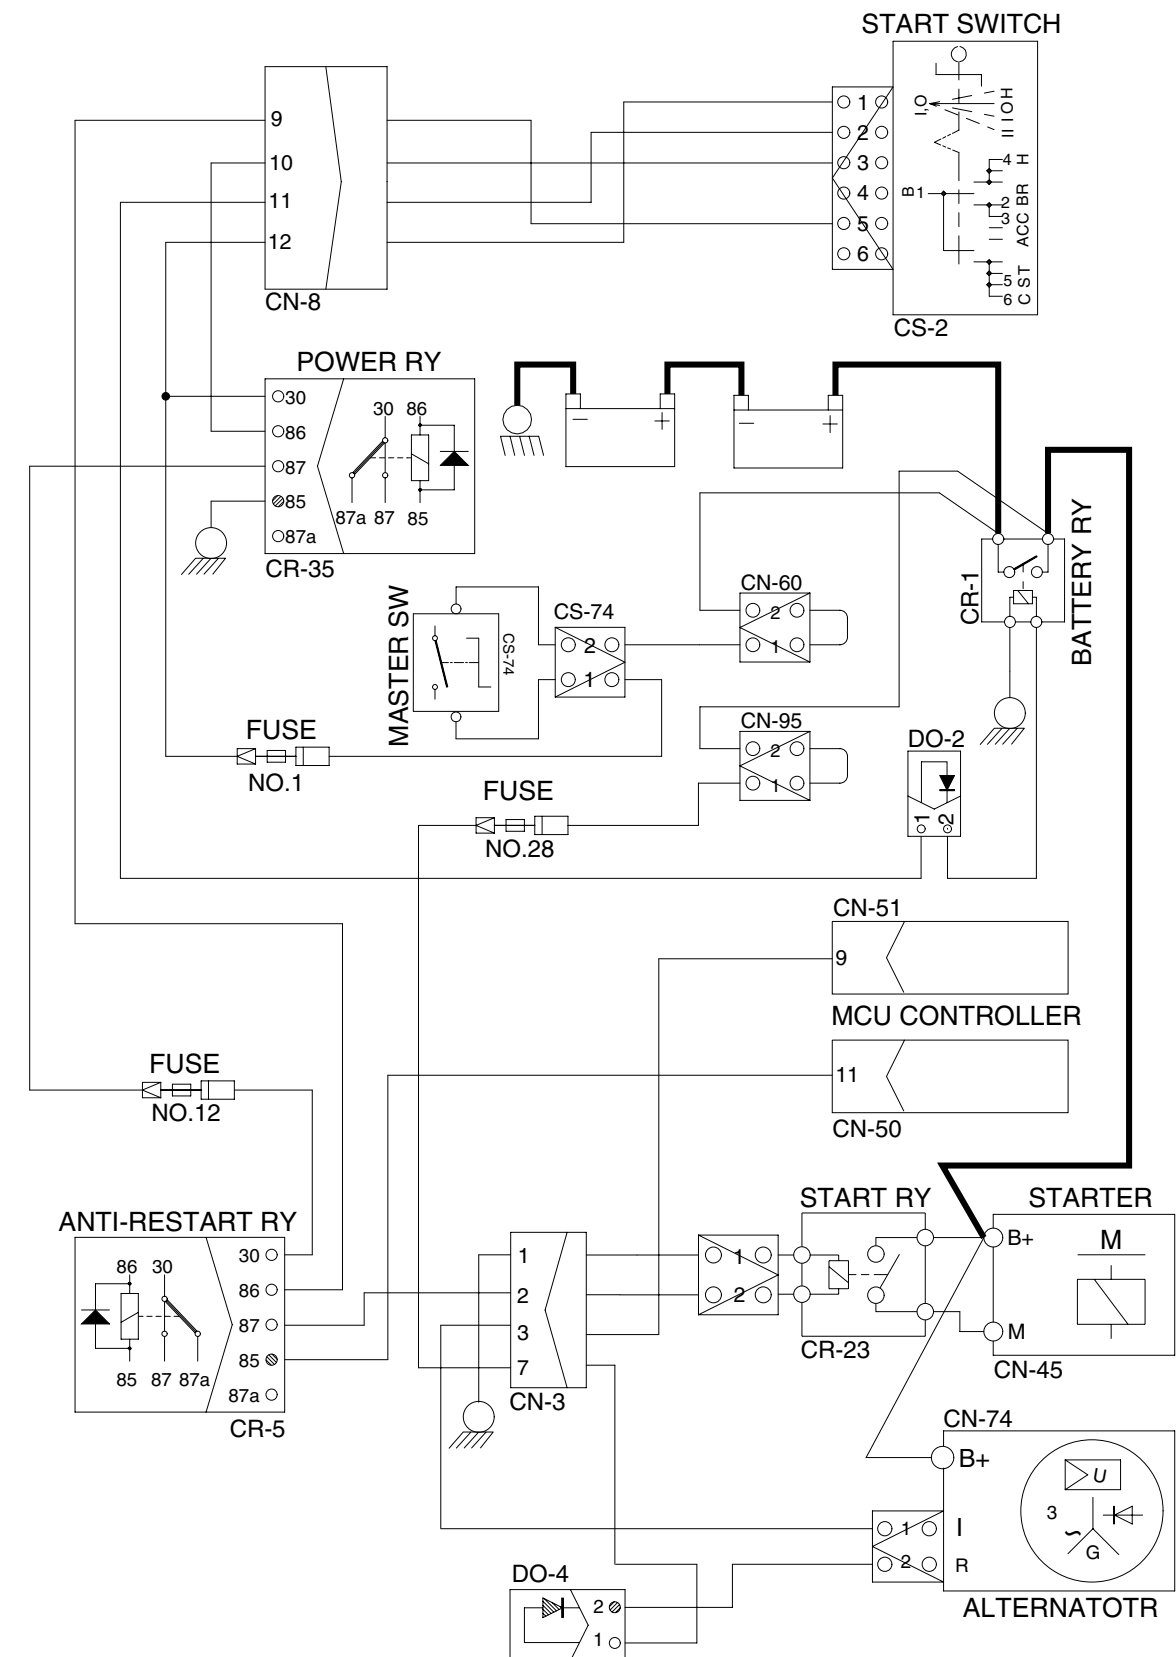 START SWITCH
9
10
11
12
CN-8
1
2
3
4
5
6
I,O
H
O
I
II
B1
4 H
BR
2
3
ACC
5 ST
6 C
CS-2
POWER RY
30
86
87
85
87a
30 86
87a 87 85
CR-35
- +
- +
CR-1
BATTERY RY
MASTER SW
CS-74
CS-74
2
1
CN-60
2
1
CN-95
2
1
DO-2
1
2
FUSE
NO.1
FUSE
NO.28
CN-51
9
MCU CONTROLLER
11
CN-50
FUSE
NO.12
ANTI-RESTART RY
86 30
85 87 87a
30
86
87
85
87a
CR-5
1
2
3
7
CN-3
1
2
START RY
CR-23
STARTER
B+
M
M
CN-45
CN-74
B+
U
3
~
G
1
2
I
R
ALTERNATOTR
DO-4
2
1